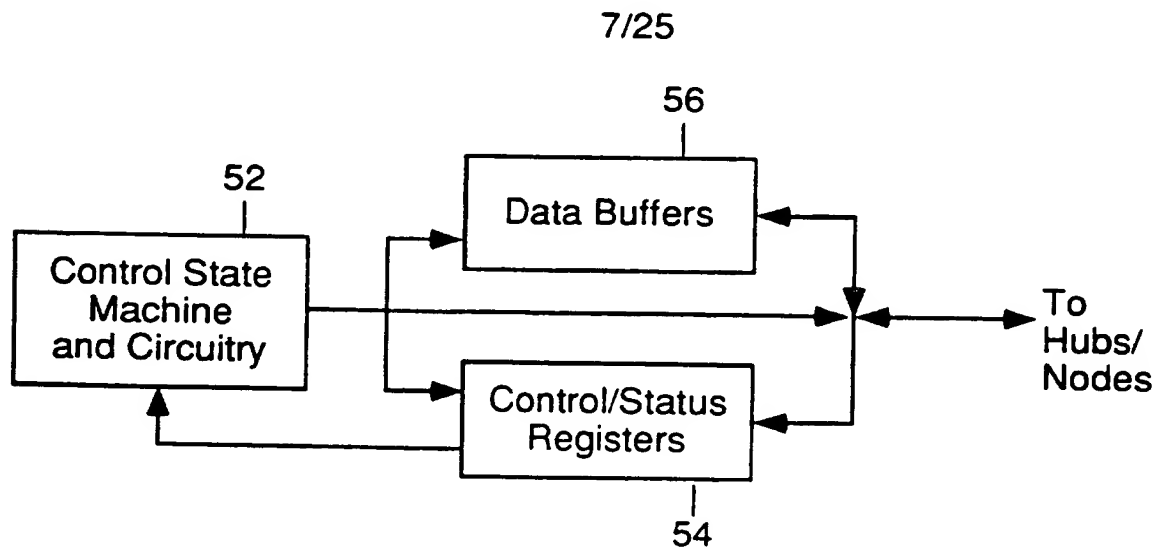 7/25
56
52
Data Buffers
Control State
Machine
and Circuitry
To
Hubs/
Nodes
Control/Status
Registers
54